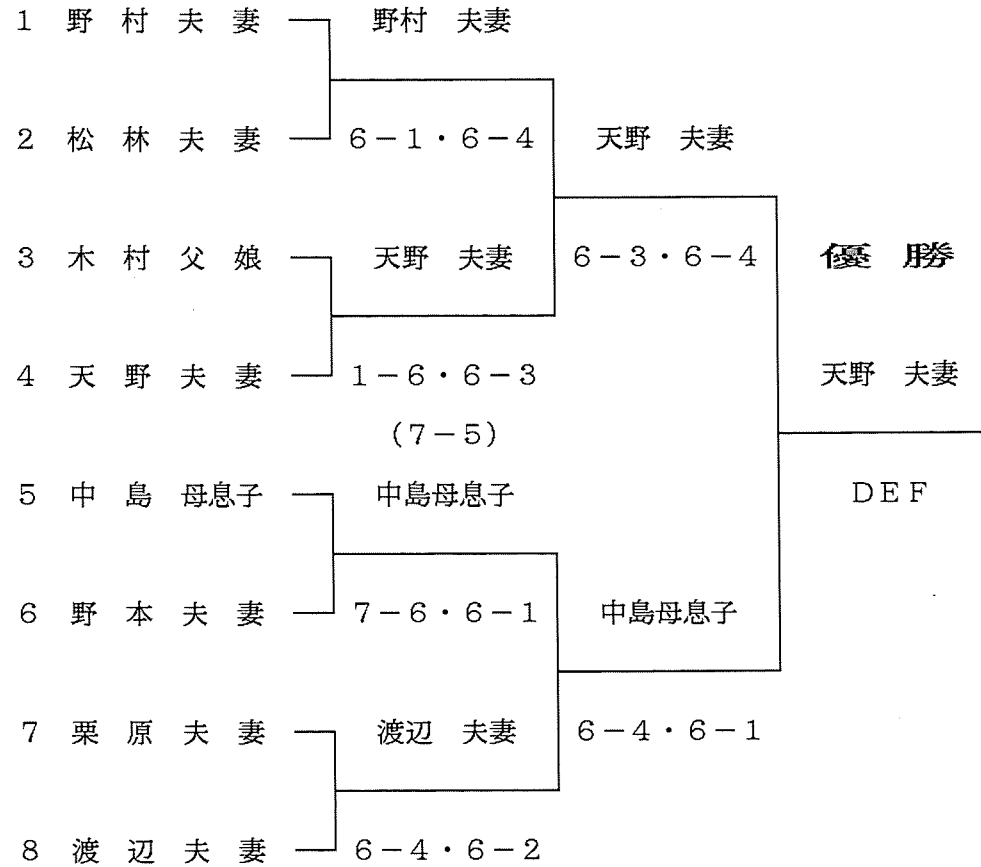 1 野 村 夫 妻 野村 夫妻
2 松 林 夫 妻 6－1・6－4 天野 夫妻
3 木 村 父 娘 天野 夫妻 6－3・6－4 優 勝
4 天 野 夫 妻 1－6・6－3 天野 夫妻
(7－5)
5 中 島 母息子 中島母息子 DEF
6 野 本 夫 妻 7－6・6－1 中島母息子
7 栗 原 夫 妻 渡辺 夫妻 6－4・6－1
8 渡 辺 夫 妻 6－4・6－2